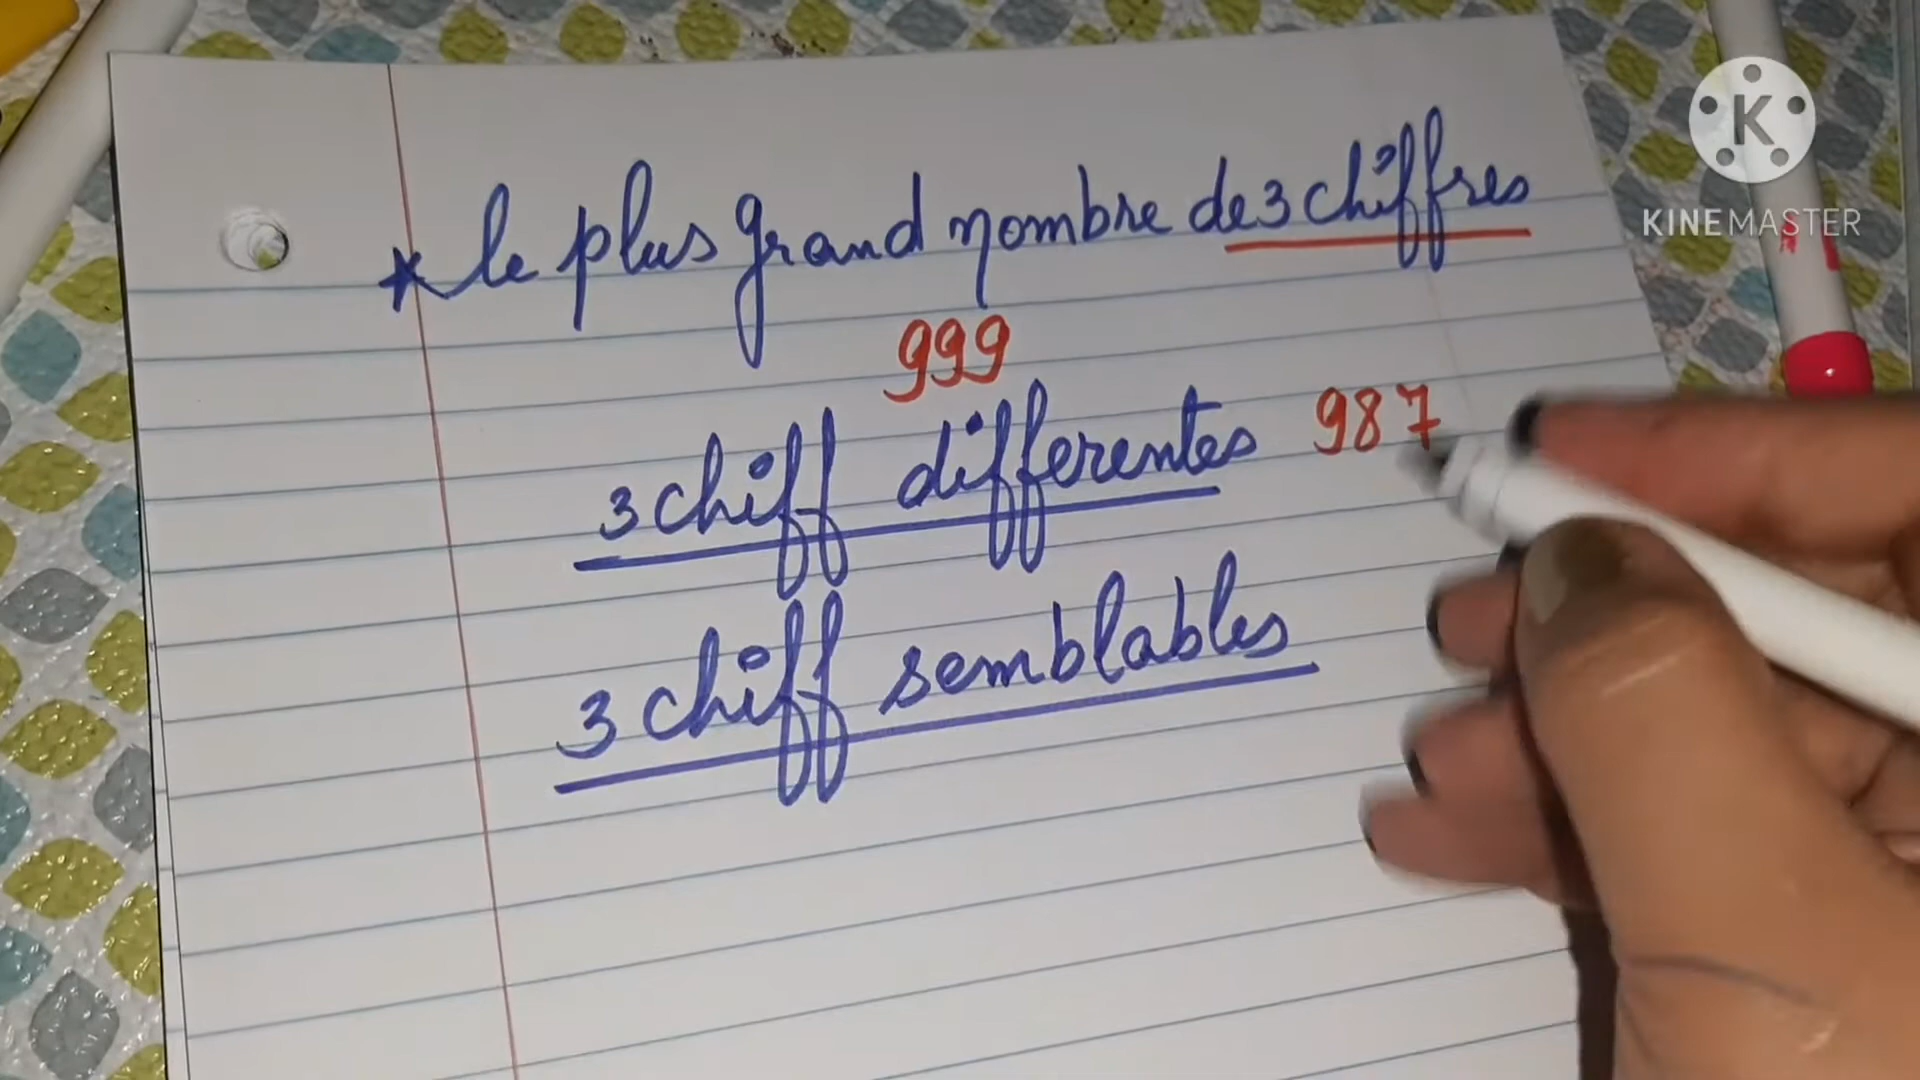 * le plus grand nombre de 3 chiffres
999
3 chiff differentes 987
3 chiff semblables
K
KINEMASTER